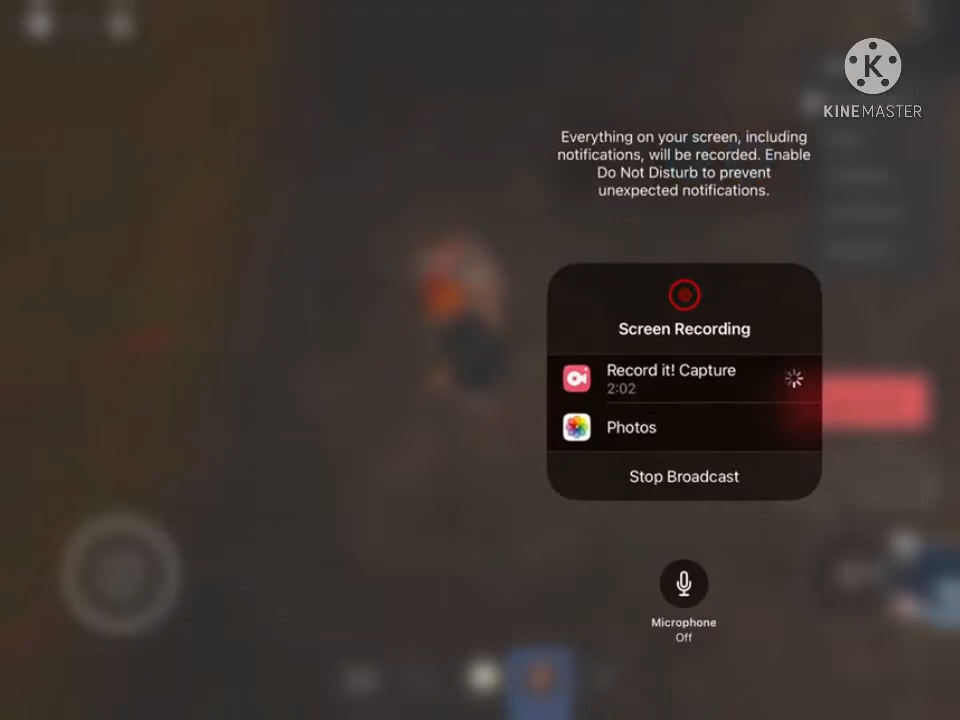 K
KINEMASTER
Everything on your screen, including
notifications, will be recorded. Enable
Do Not Disturb to prevent
unexpected notifications.
Screen Recording
Record it! Capture
2:02
Photos
Stop Broadcast
Microphone
Off